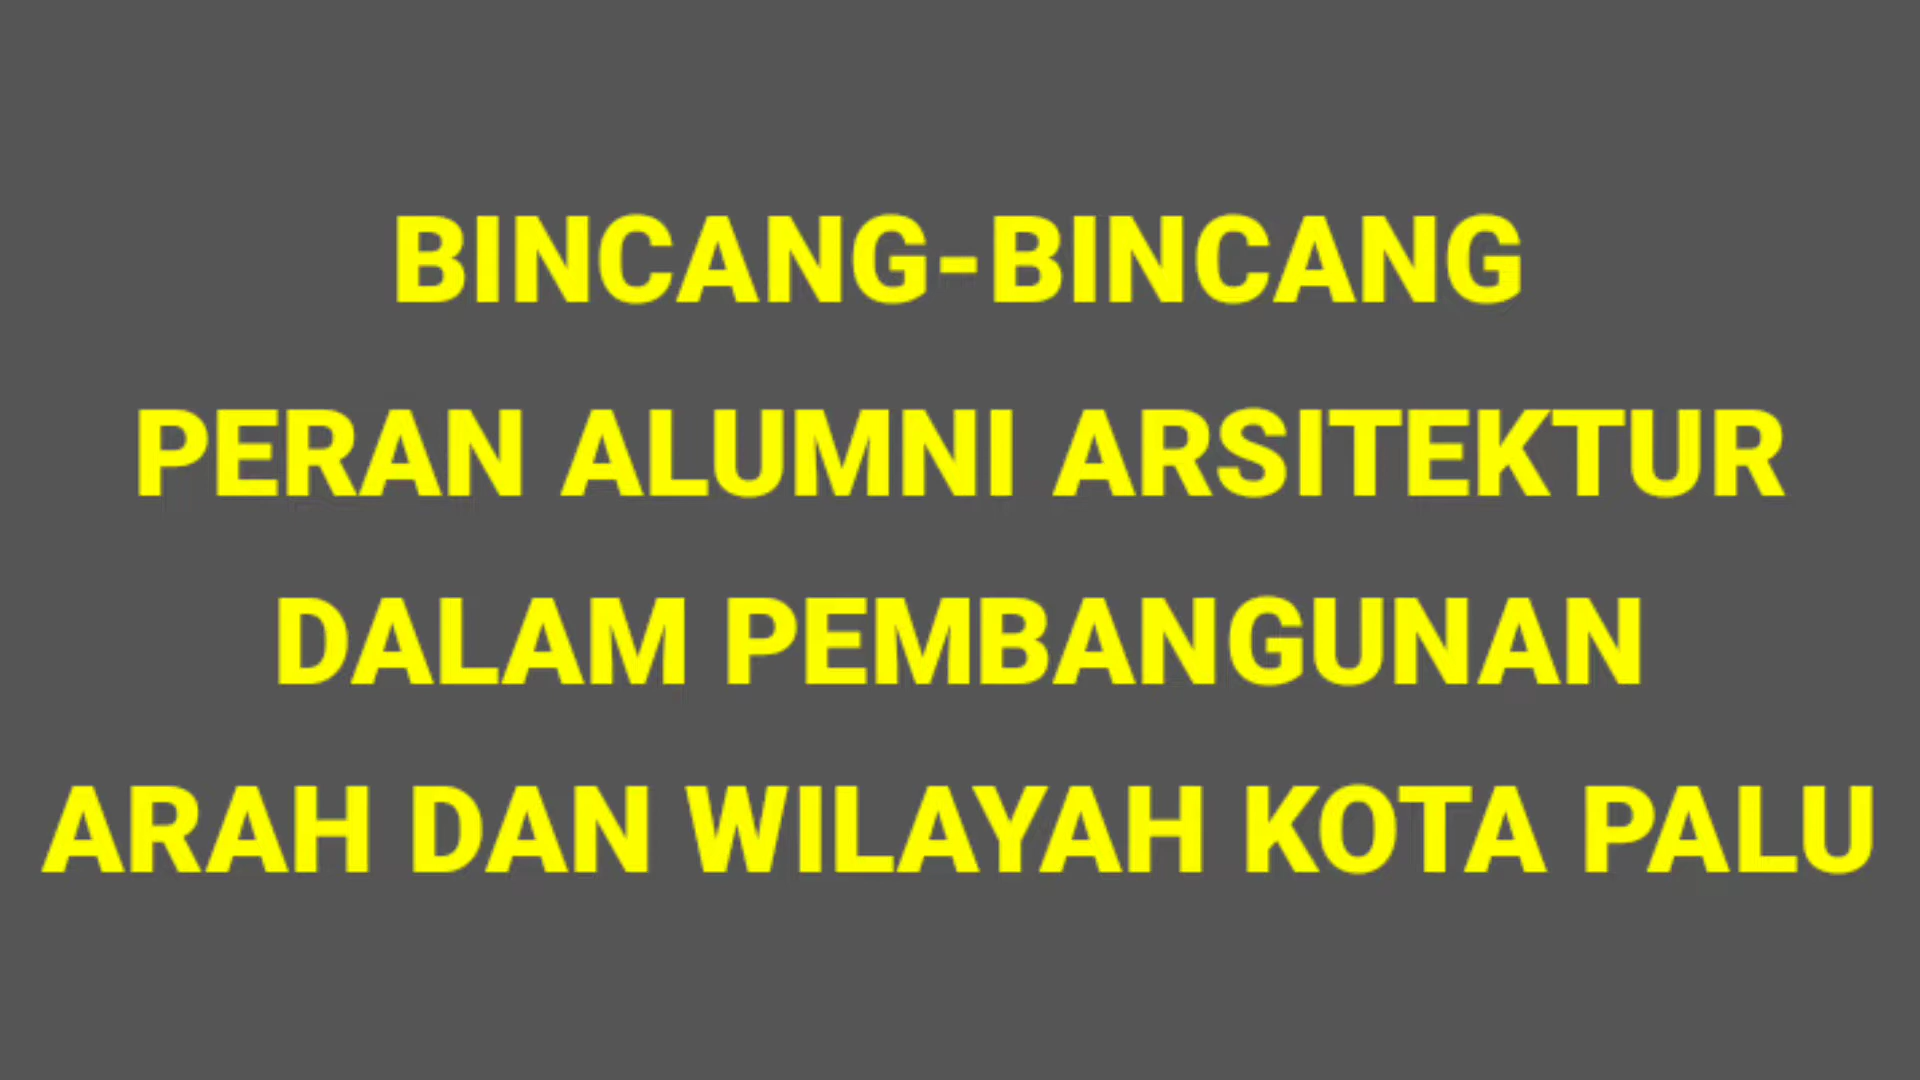 BINCANG-BINCANG
PERAN ALUMNI ARSITEKTUR
DALAM PEMBANGUNAN
ARAH DAN WILAYAH KOTA PALU